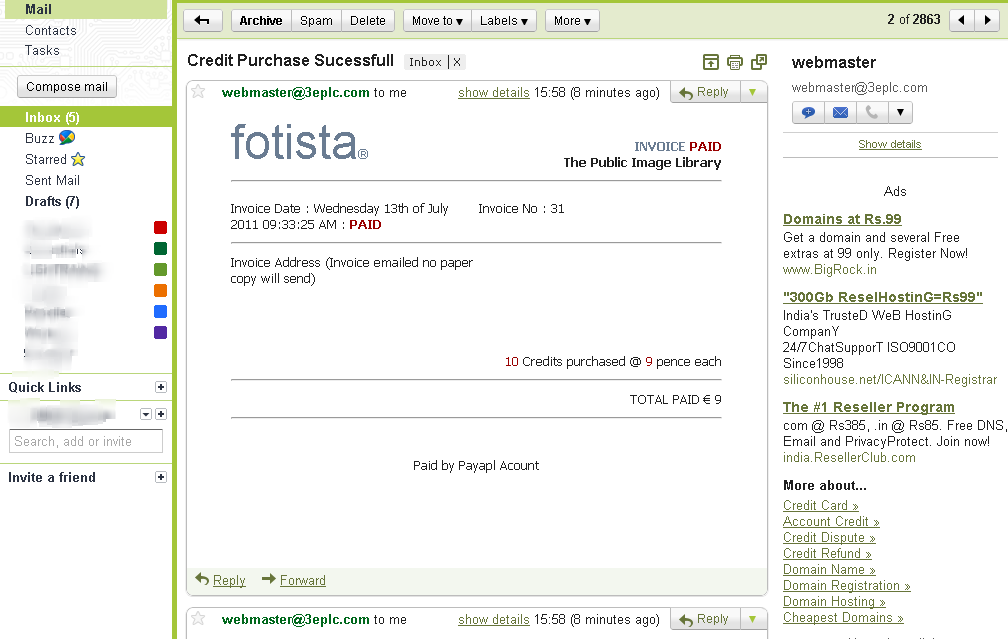 Mail
Contacts
Tasks
Compose mail
Inbox (5)
Buzz
Starred
Sent Mail
Drafts (7)
Quick Links
Search, add or invite
Invite a friend
Archive Spam Delete Move to Labels More
2 of 2863
Credit Purchase Sucessfull Inbox X
webmaster@3eplc.com to me show details 15:58 (8 minutes ago) Reply
fotista®
INVOICE PAID
The Public Image Library
Invoice Date : Wednesday 13th of July Invoice No : 31
2011 09:33:25 AM : PAID
Invoice Address (Invoice emailed no paper
copy will send)
10 Credits purchased @ 9 pence each
TOTAL PAID € 9
Paid by Payapl Acount
Reply Forward
webmaster@3eplc.com to me show details 15:58 (8 minutes ago) Reply
webmaster
webmaster@3eplc.com
Show details
Ads
Domains at Rs.99
Get a domain and several Free
extras at 99 only. Register Now!
www.BigRock.in
"300Gb ReselHostinG=Rs99"
India's TrusteD WeB HostinG
CompanY
24/7ChatSupporT ISO9001CO
Since1998
siliconhouse.net/ICANN&IN-Registrar
The #1 Reseller Program
com @ Rs385, .in @ Rs85. Free DNS,
Email and PrivacyProtect. Join now!
india.ResellerClub.com
More about...
Credit Card »
Account Credit »
Credit Dispute »
Credit Refund »
Domain Name »
Domain Registration »
Domain Hosting »
Cheapest Domains »